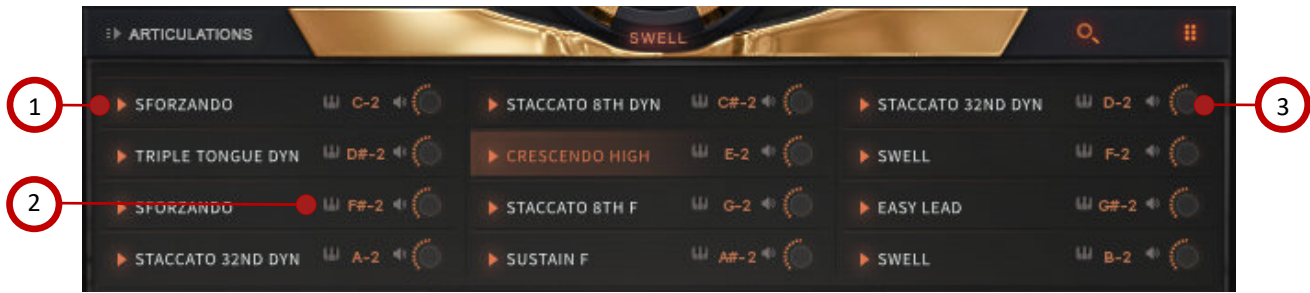 ARTICULATIONS SWELL
1 SFORZANDO C-2 STACCATO 8TH DYN C#-2 STACCATO 32ND DYN D-2 3
TRIPLE TONGUE DYN D#-2 CRESCENDO HIGH E-2 SWELL F-2
2 SFORZANDO F#-2 STACCATO 8TH F G-2 EASY LEAD G#-2
STACCATO 32ND DYN A-2 SUSTAIN F A#-2 SWELL B-2